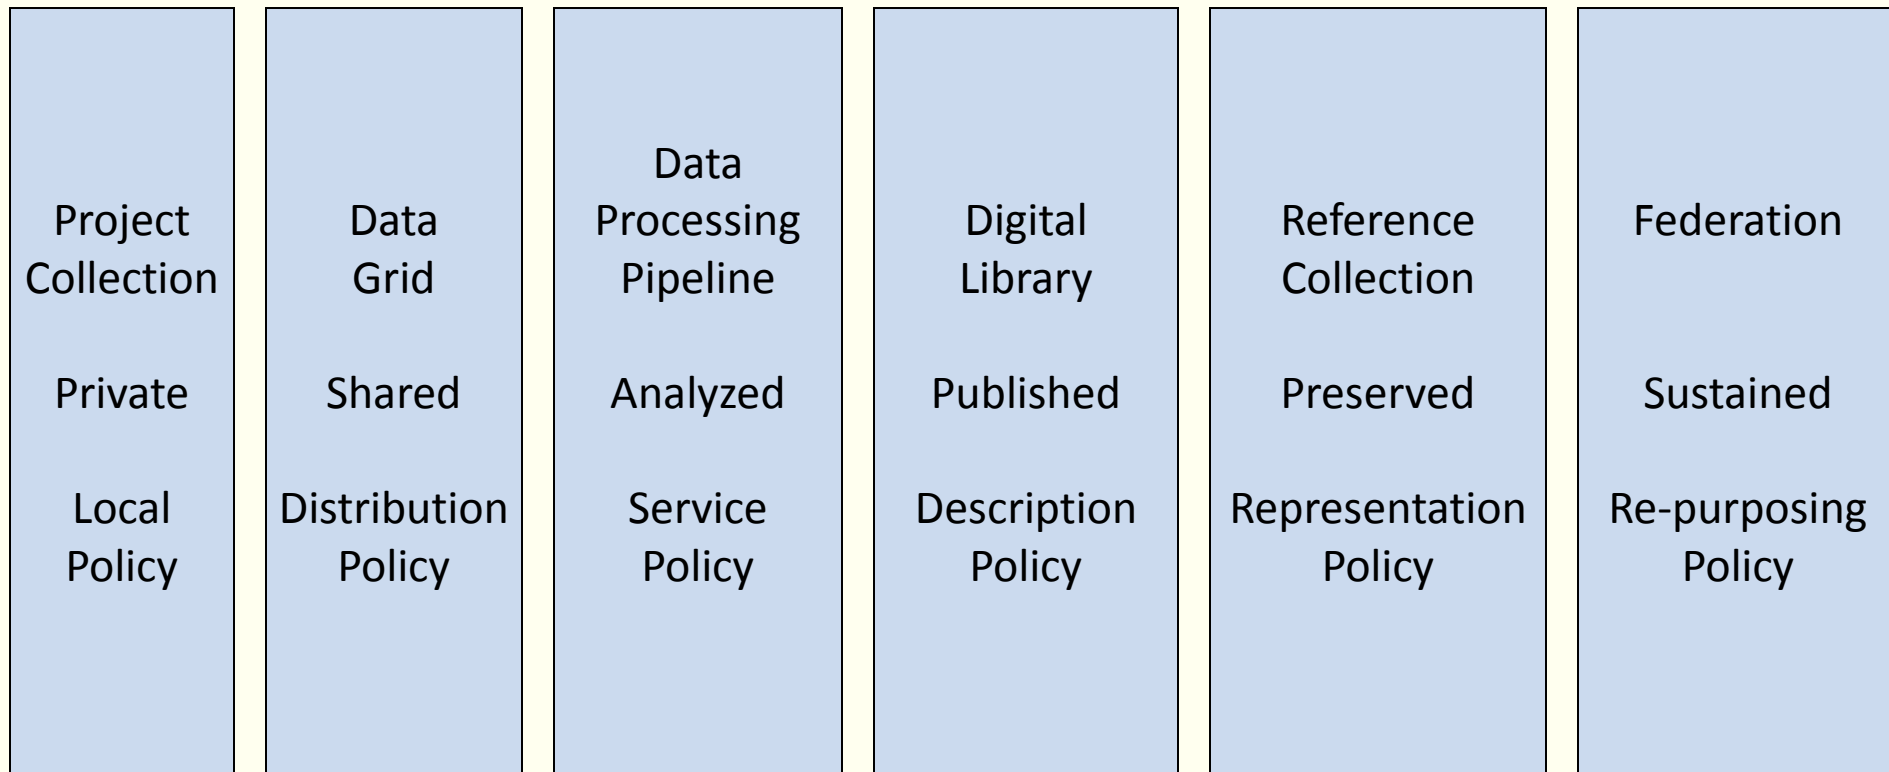 Project
Collection
Private
Local
Policy
Data
Grid
Shared
Distribution
Policy
Data
Processing
Pipeline
Analyzed
Service
Policy
Digital
Library
Published
Description
Policy
Reference
Collection
Preserved
Representation
Policy
Federation
Sustained
Re-purposing
Policy